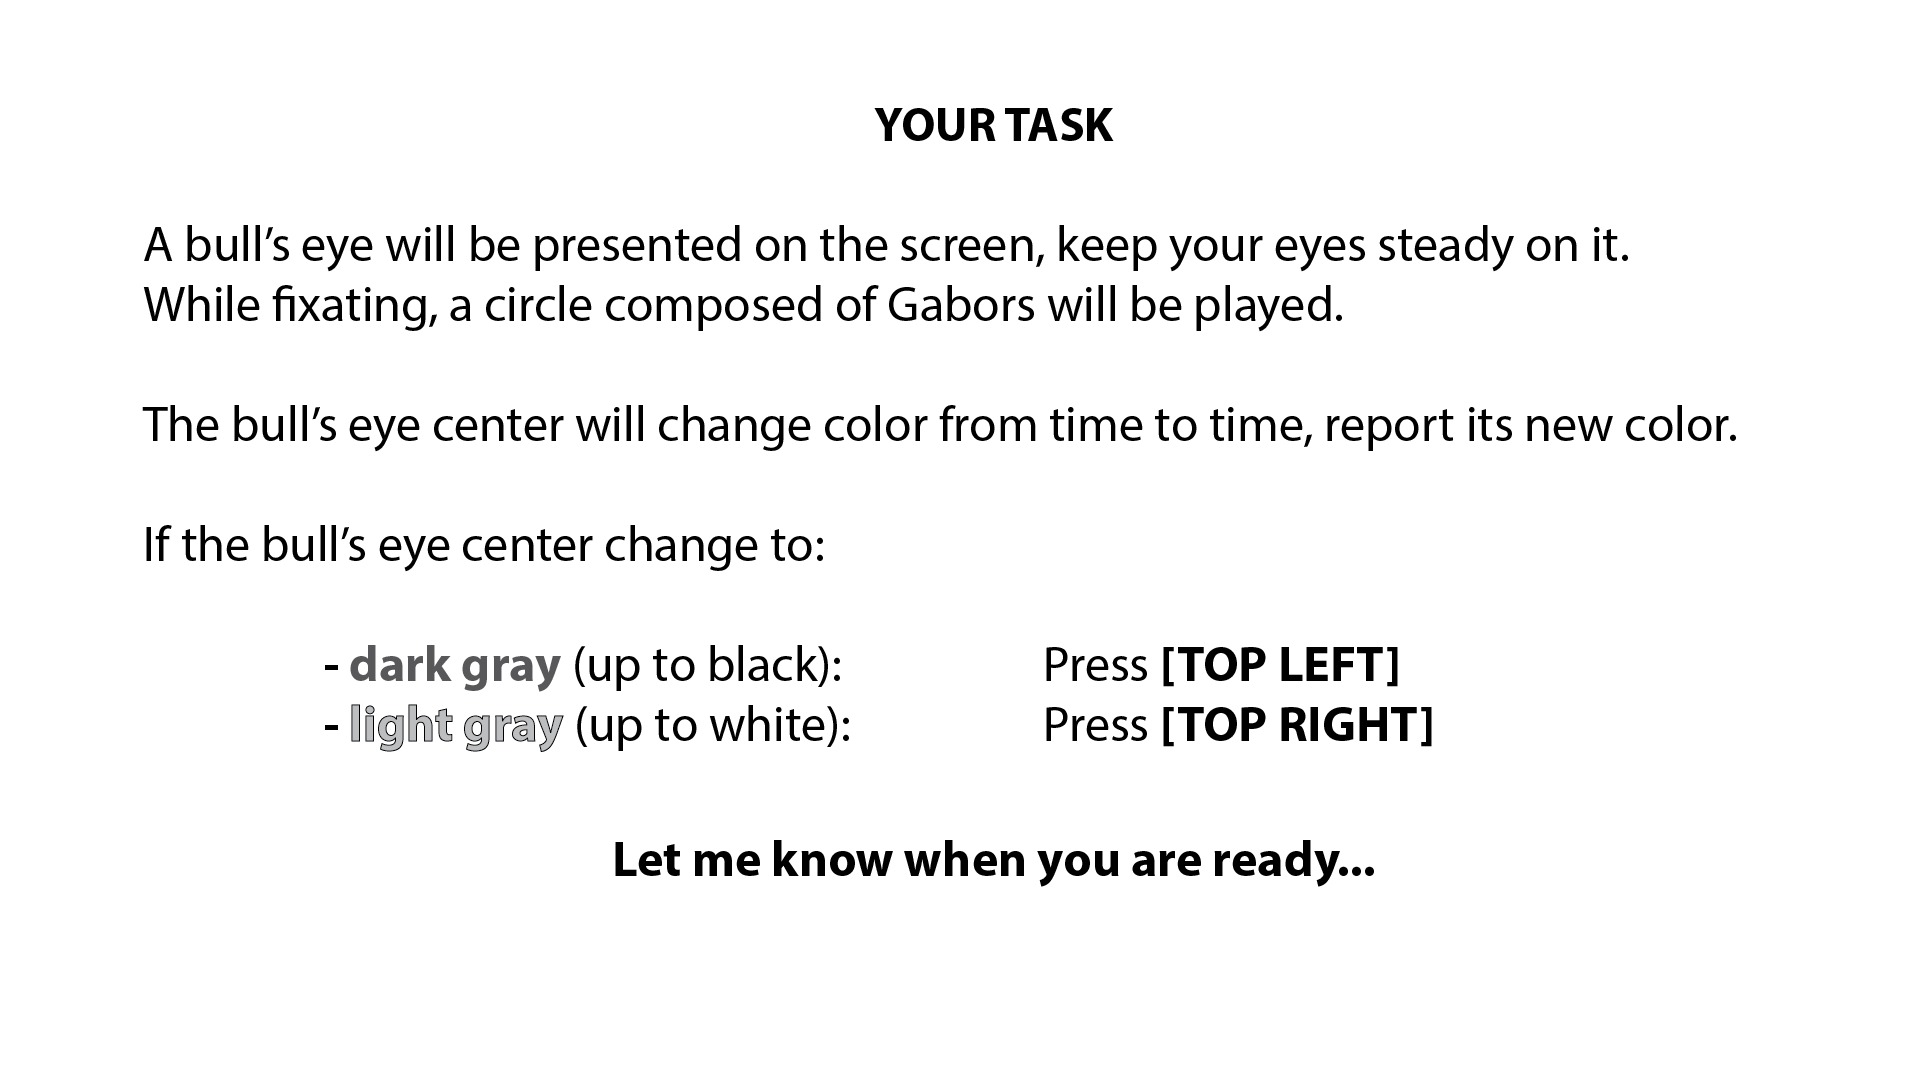 YOUR TASK
A bull’s eye will be presented on the screen, keep your eyes steady on it.
While fixating, a circle composed of Gabors will be played.
The bull’s eye center will change color from time to time, report its new color.
If the bull’s eye center change to:
- dark gray (up to black): Press [TOP LEFT]
- light gray (up to white): Press [TOP RIGHT]
Let me know when you are ready...